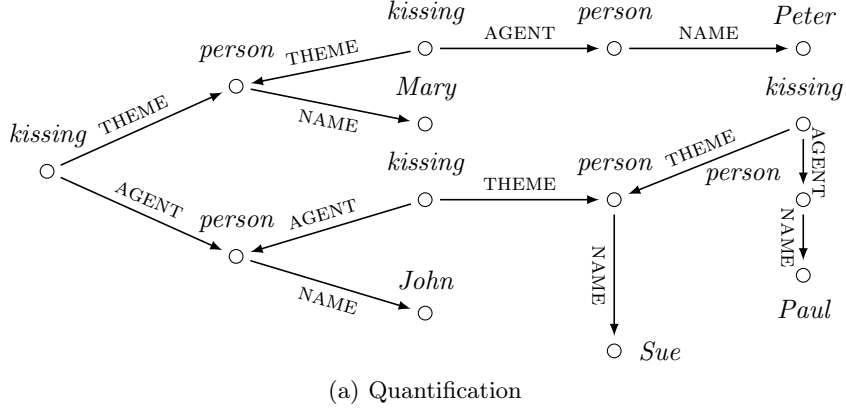 kissing person Peter
person THEME AGENT NAME
Mary kissing
kissing THEME NAME
kissing person THEME person AGENT
AGENT person AGENT THEME
NAME John NAME NAME
Paul
Sue
(a) Quantification